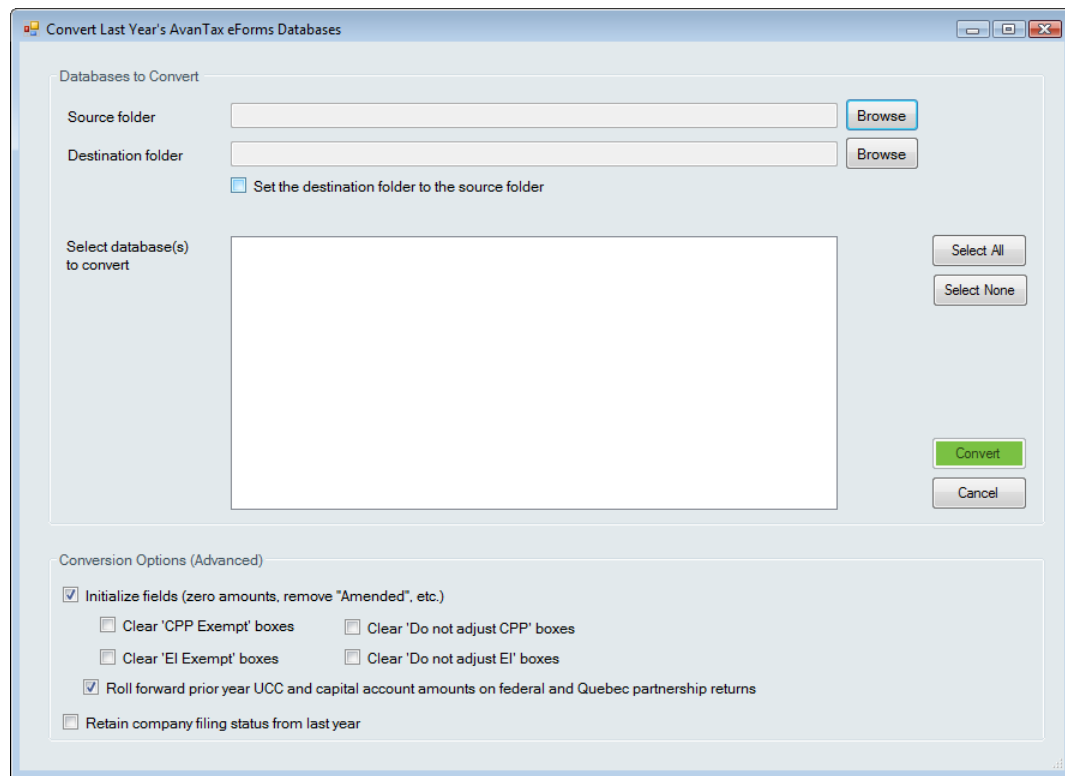 Convert Last Year's AvanTax eForms Databases
Databases to Convert
Source folder
Browse
Destination folder
Browse
Set the destination folder to the source folder
Select database(s)
to convert
Select All
Select None
Convert
Cancel
Conversion Options (Advanced)
Initialize fields (zero amounts, remove "Amended", etc.)
Clear 'CPP Exempt' boxes
Clear 'Do not adjust CPP' boxes
Clear 'EI Exempt' boxes
Clear 'Do not adjust EI' boxes
Roll forward prior year UCC and capital account amounts on federal and Quebec partnership returns
Retain company filing status from last year